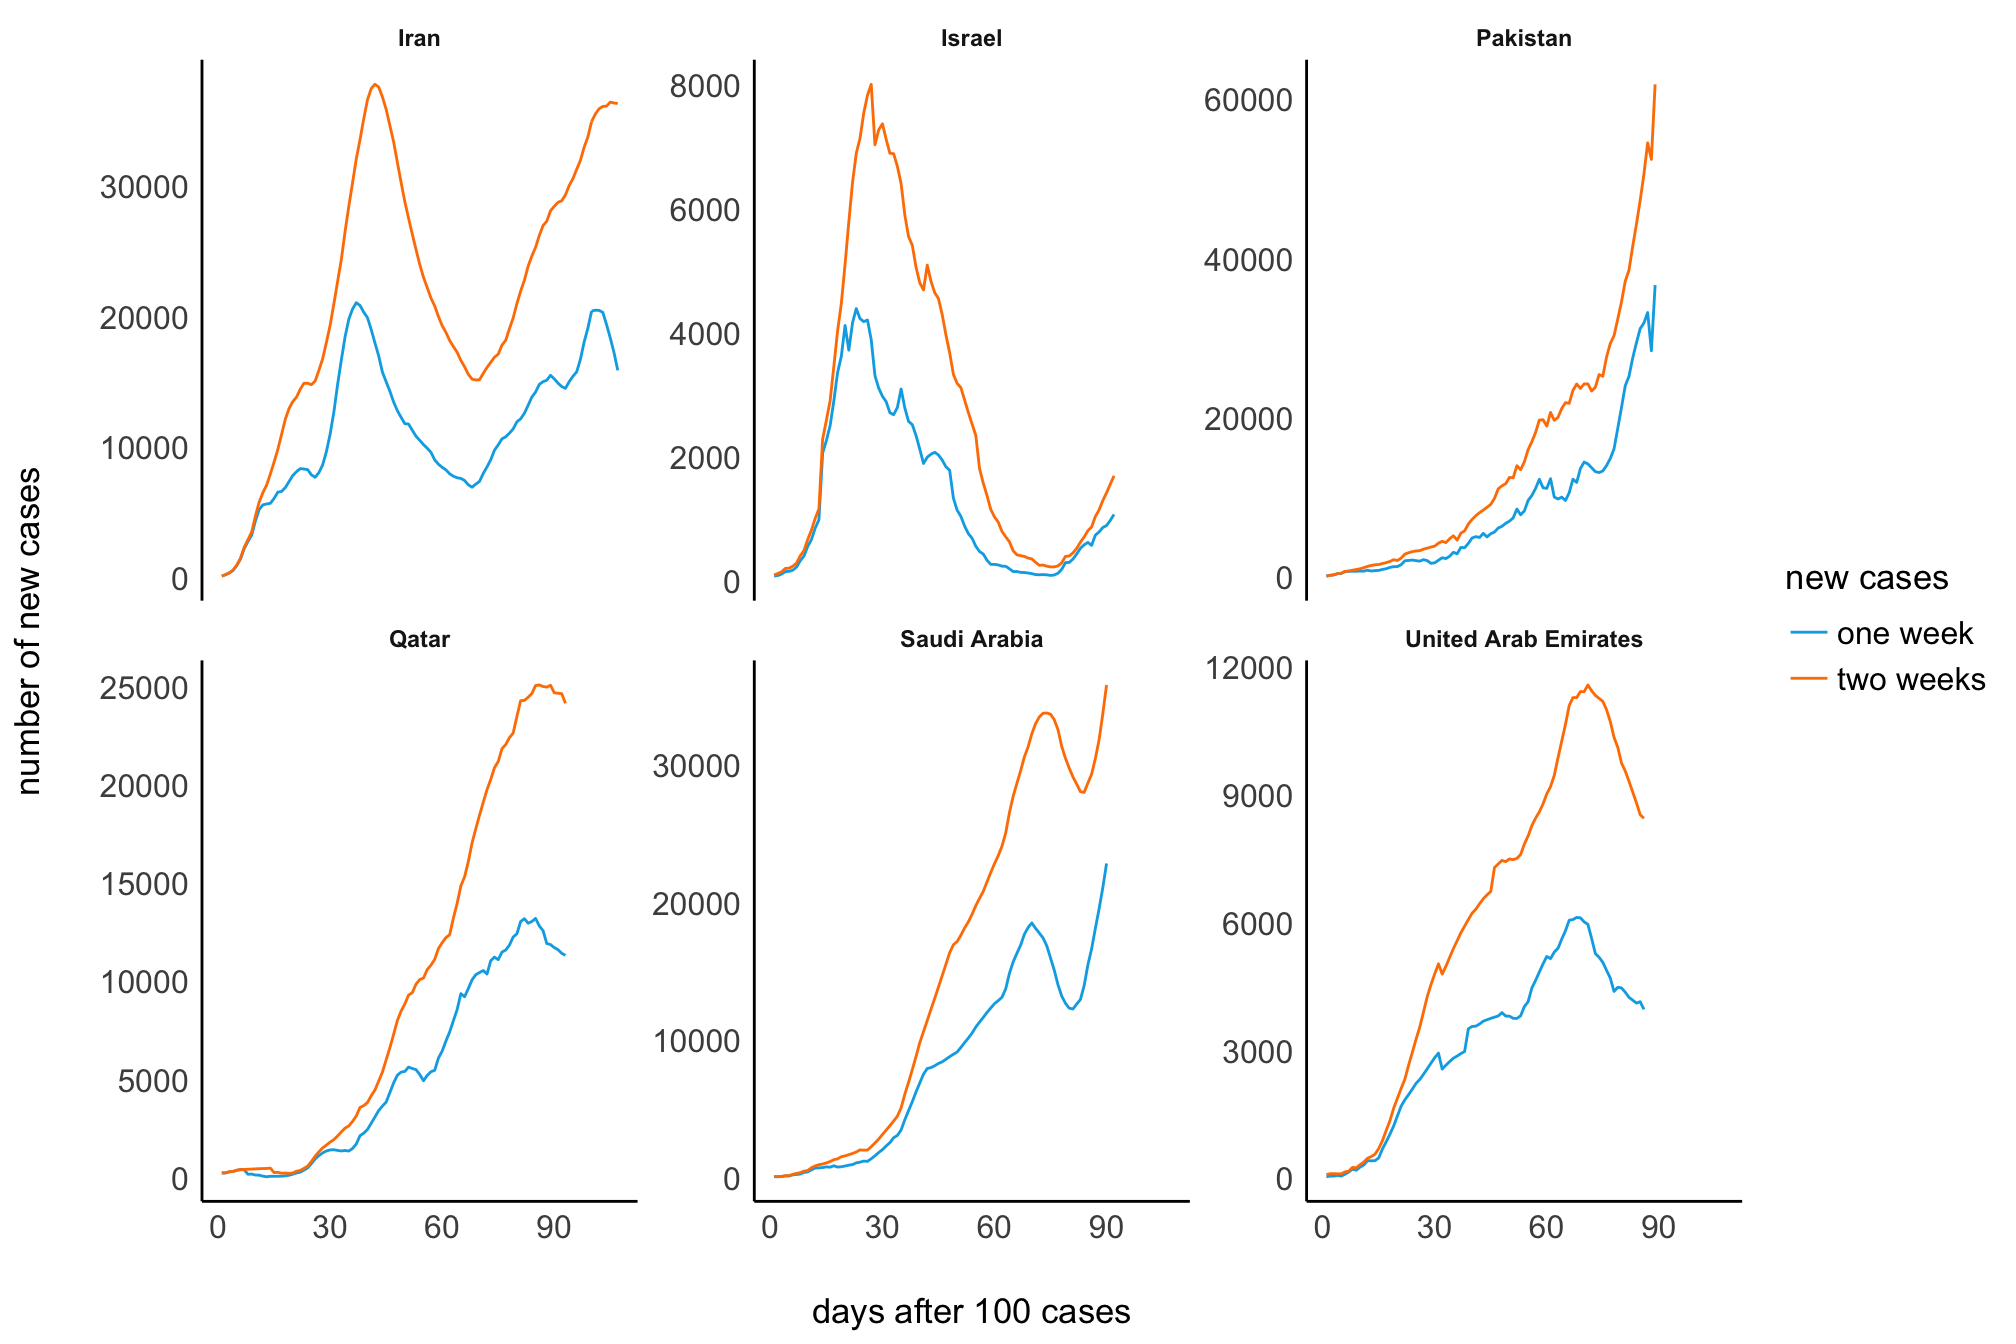 Iran
Israel
Pakistan
30000
20000
10000
0
8000
6000
4000
2000
0
60000
40000
20000
0
Qatar
Saudi Arabia
United Arab Emirates
25000
20000
15000
10000
5000
0
30000
20000
10000
0
12000
9000
6000
3000
0
0 30 60 90
0 30 60 90
0 30 60 90
number of new cases
days after 100 cases
new cases
one week
two weeks